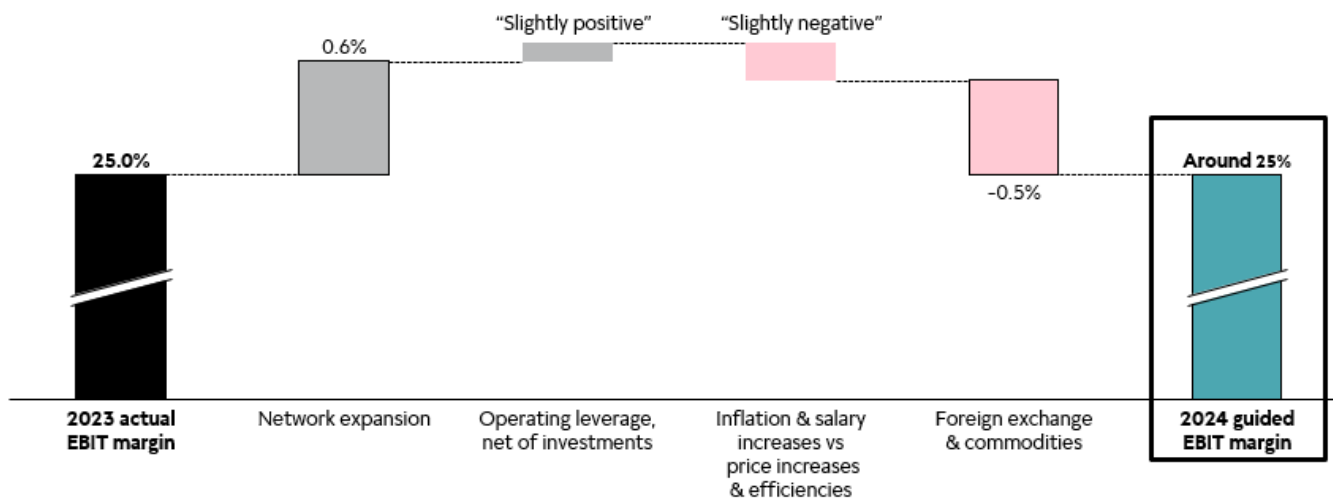 “Slightly positive”
“Slightly negative”
0.6%
25.0%
-0.5%
Around 25%
2023 actual
EBIT margin
Network expansion
Operating leverage,
net of investments
Inflation & salary
increases vs
price increases
& efficiencies
Foreign exchange
& commodities
2024 guided
EBIT margin